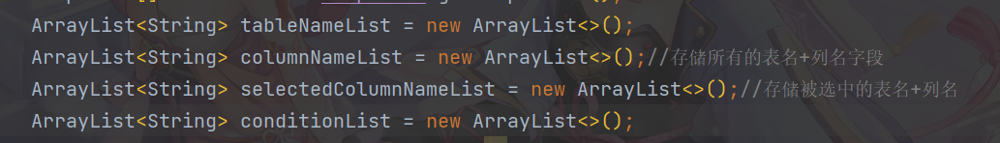 ArrayList<String> tableNameList = new ArrayList<>();
ArrayList<String> columnNameList = new ArrayList<>();//存储所有的表名+列名字段
ArrayList<String> selectedColumnNameList = new ArrayList<>();//存储被选中的表名+列名
ArrayList<String> conditionList = new ArrayList<>();